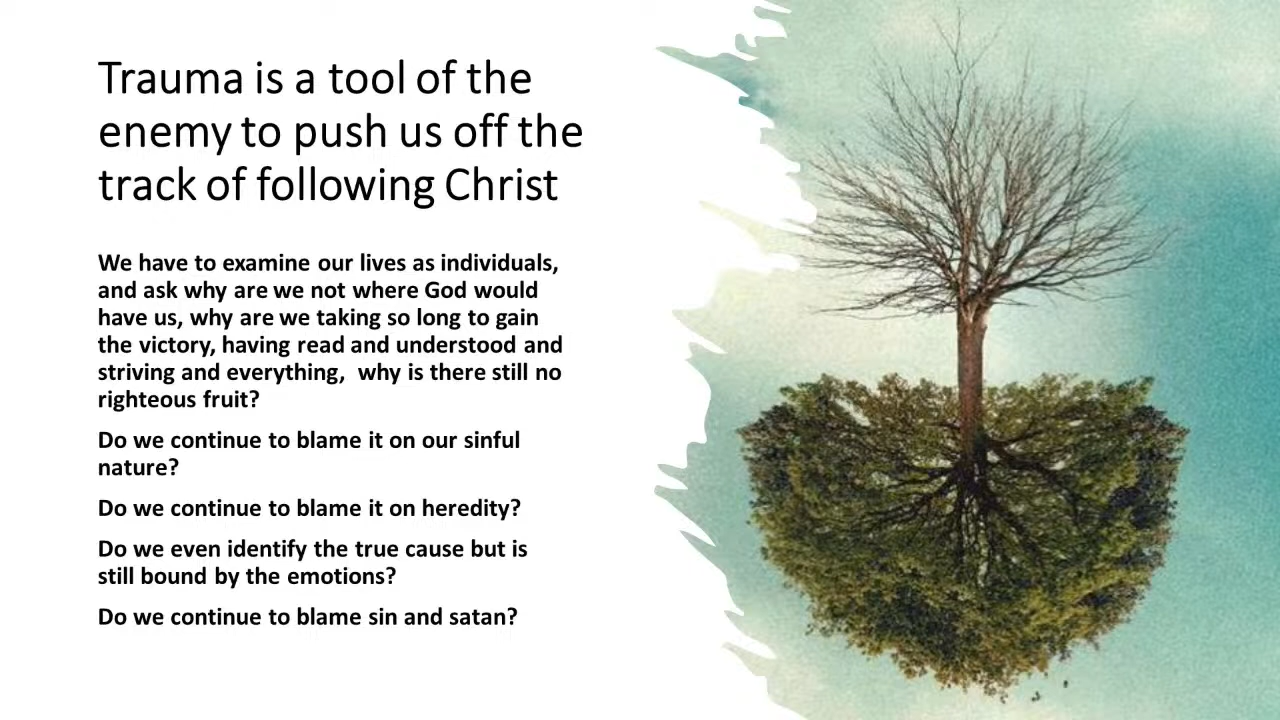 Trauma is a tool of the
enemy to push us off the
track of following Christ
We have to examine our lives as individuals,
and ask why are we not where God would
have us, why are we taking so long to gain
the victory, having read and understood and
striving and everything,  why is there still no
righteous fruit?
Do we continue to blame it on our sinful
nature?
Do we continue to blame it on heredity?
Do we even identify the true cause but is
still bound by the emotions?
Do we continue to blame sin and satan?